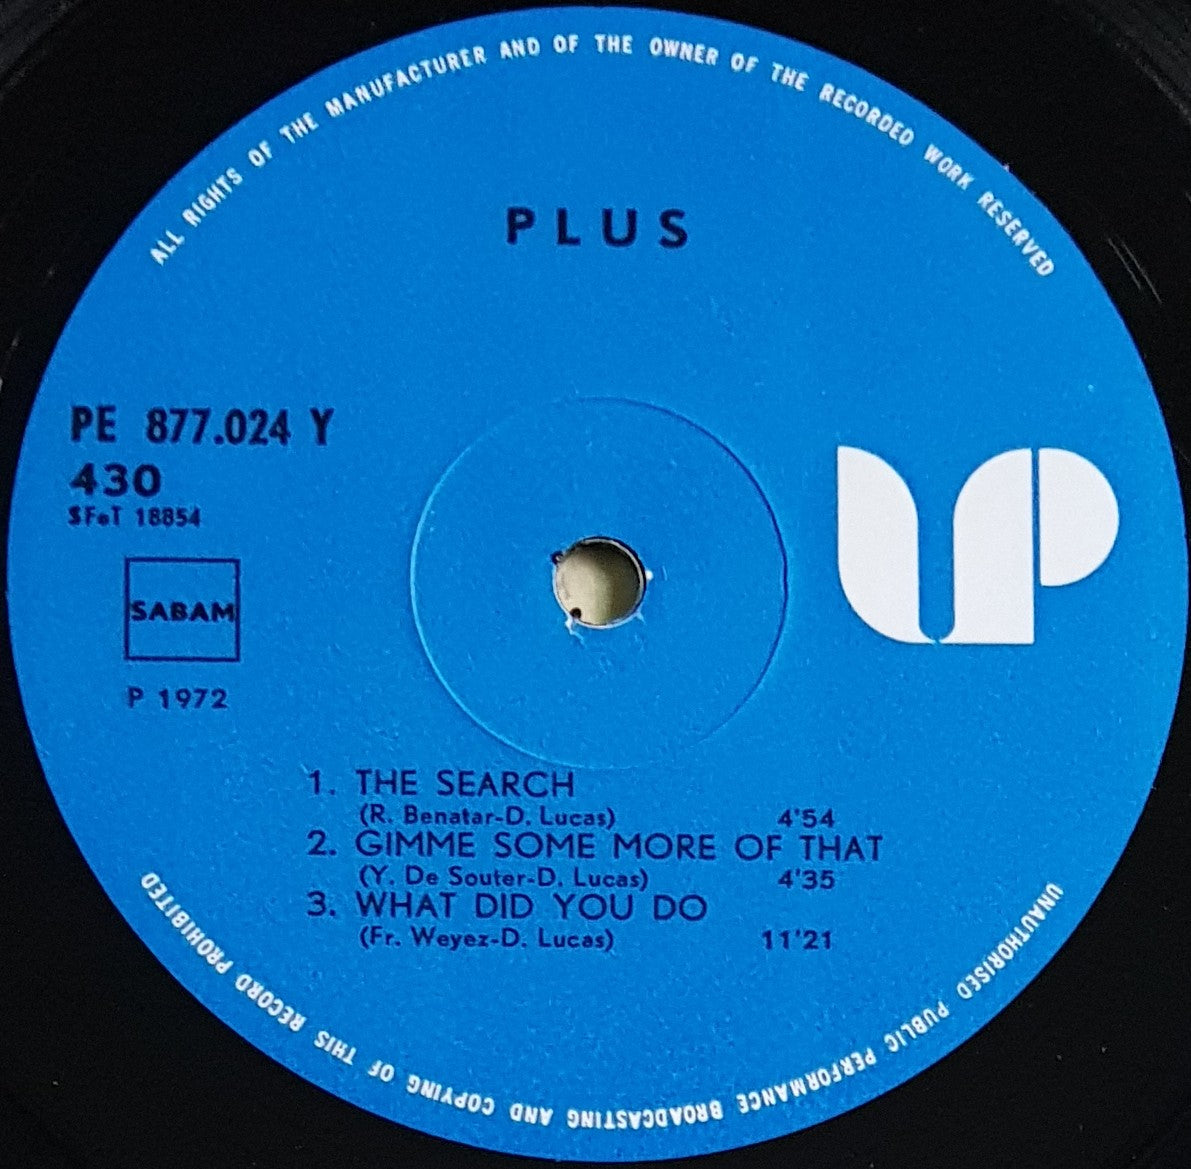 ALL RIGHTS OF THE MANUFACTURER AND OF THE OWNER OF THE RECORDED WORK RESERVED
PLUS
PE 877.024 Y
430
SFeT 18854
SABAM
P 1972
UP
1. THE SEARCH
(R. Benatar-D. Lucas) 4'54
2. GIMME SOME MORE OF THAT
(Y. De Souter-D. Lucas) 4'35
3. WHAT DID YOU DO
(Fr. Weyez-D. Lucas) 11'21
UNAUTHORISED PUBLIC PERFORMANCE BROADCASTING AND COPYING OF THIS RECORD PROHIBITED